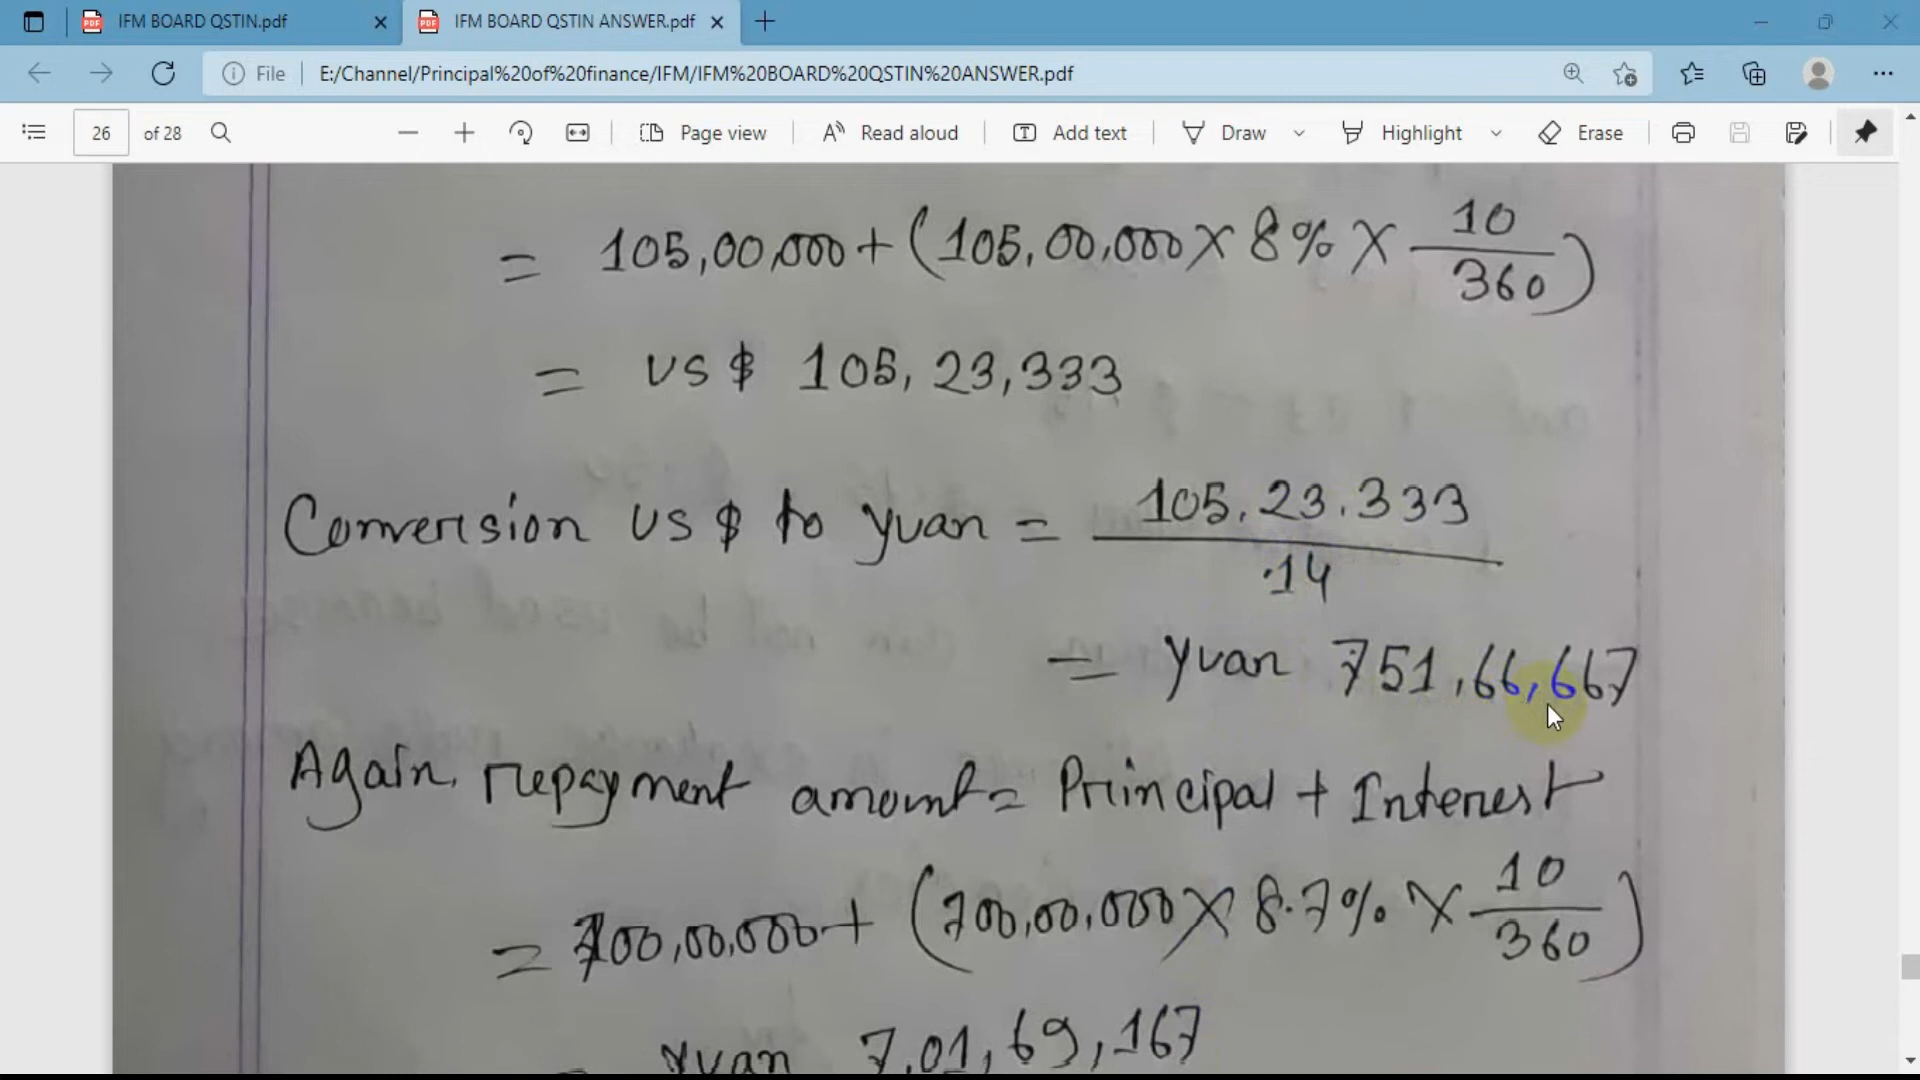 IFM BOARD QSTIN.pdf
IFM BOARD QSTIN ANSWER.pdf
File
E:/Channel/Principal%20of%20finance/IFM/IFM%20BOARD%20QSTIN%20ANSWER.pdf
26 of 28
Page view
Read aloud
Add text
Draw
Highlight
Erase
= 105,00,000 + (105,00,000 X 8% X 10/360)
= US $ 105, 23,333
Conversion US $ to yuan = 105.23.333/.14
= yuan 751,66,667
Again, repayment amount = Principal + Interest
= 700,00,000 + (700,00,000 X 8.7% X 10/360)
= yuan 7,01,69,167